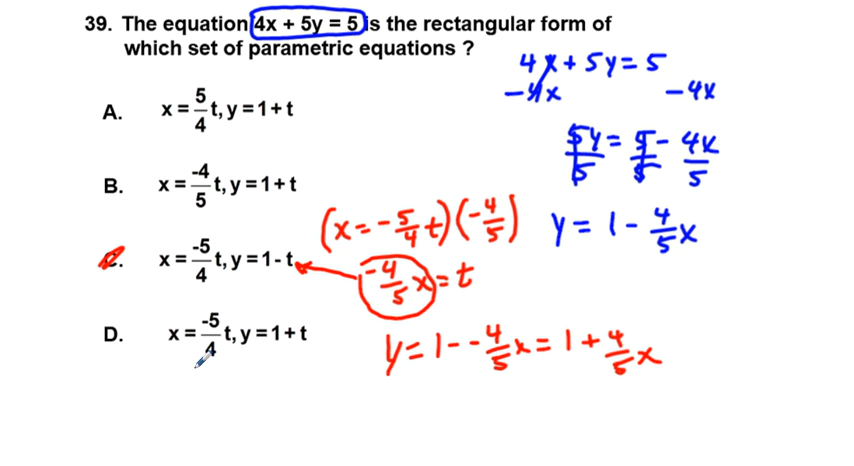 39. The equation 4x + 5y = 5 is the rectangular form of
which set of parametric equations ?
A. x = 5/4 t, y = 1 + t
B. x = -4/5 t, y = 1 + t
C. x = -5/4 t, y = 1 - t
D. x = -5/4 t, y = 1 + t
4x + 5y = 5
-4x -4x
5y/5 = 5/5 - 4x/5
y = 1 - 4/5 x
(x = -5/4 t)(-4/5)
-4/5 x = t
y = 1 - - 4/5 x = 1 + 4/5 x